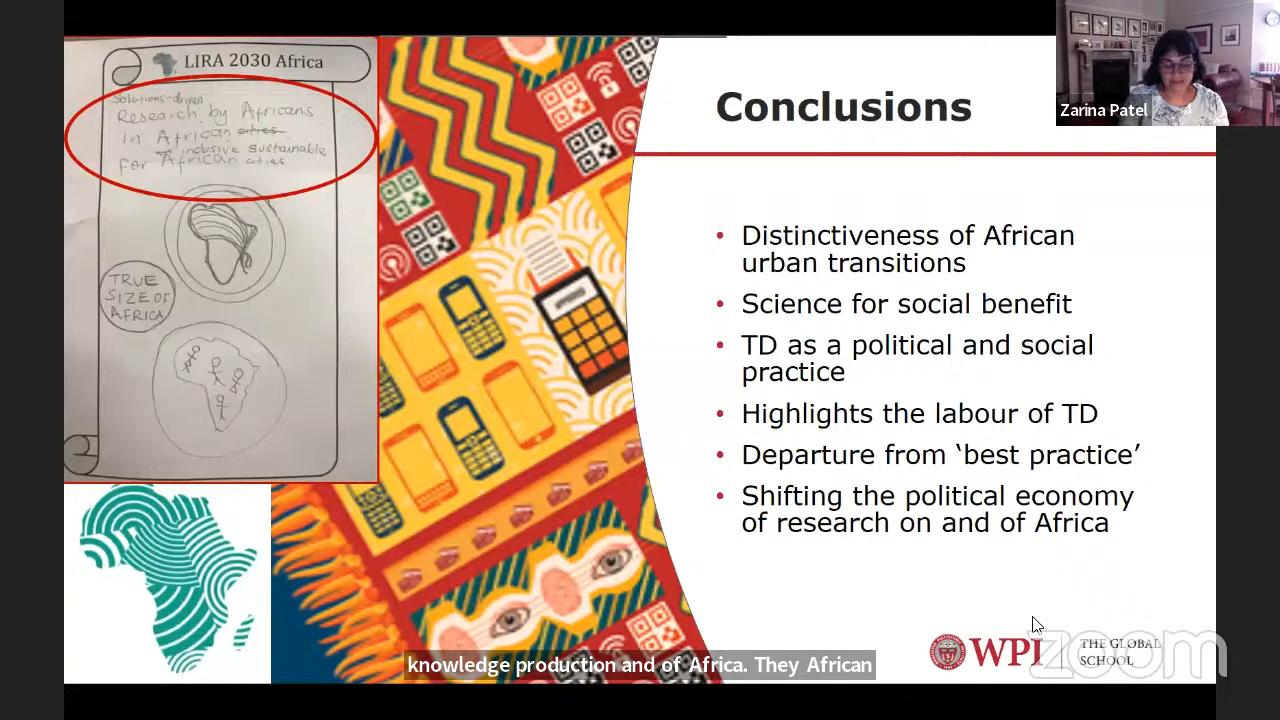 LIRA 2030 Africa
Solutions-driven
Research by Africans
in African cities
inclusive sustainable
for African cities
TRUE
SIZE OF
AFRICA
Conclusions
• Distinctiveness of African
urban transitions
• Science for social benefit
• TD as a political and social
practice
• Highlights the labour of TD
• Departure from ‘best practice’
• Shifting the political economy
of research on and of Africa
Zarina Patel
WPI
THE GLOBAL
SCHOOL
zoom
knowledge production and of Africa. They African